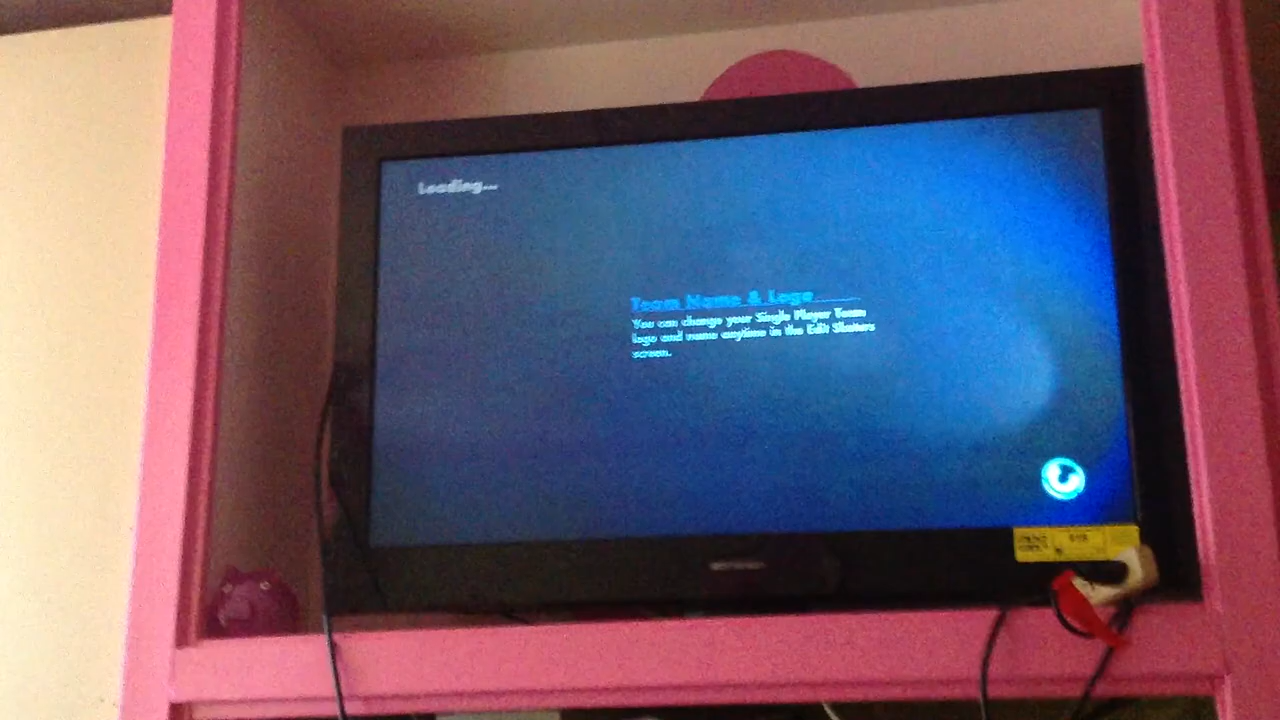 Loading...
Team Name & Logo
You can change your Single Player Team
logo and name anytime in the Edit Skaters
screen.